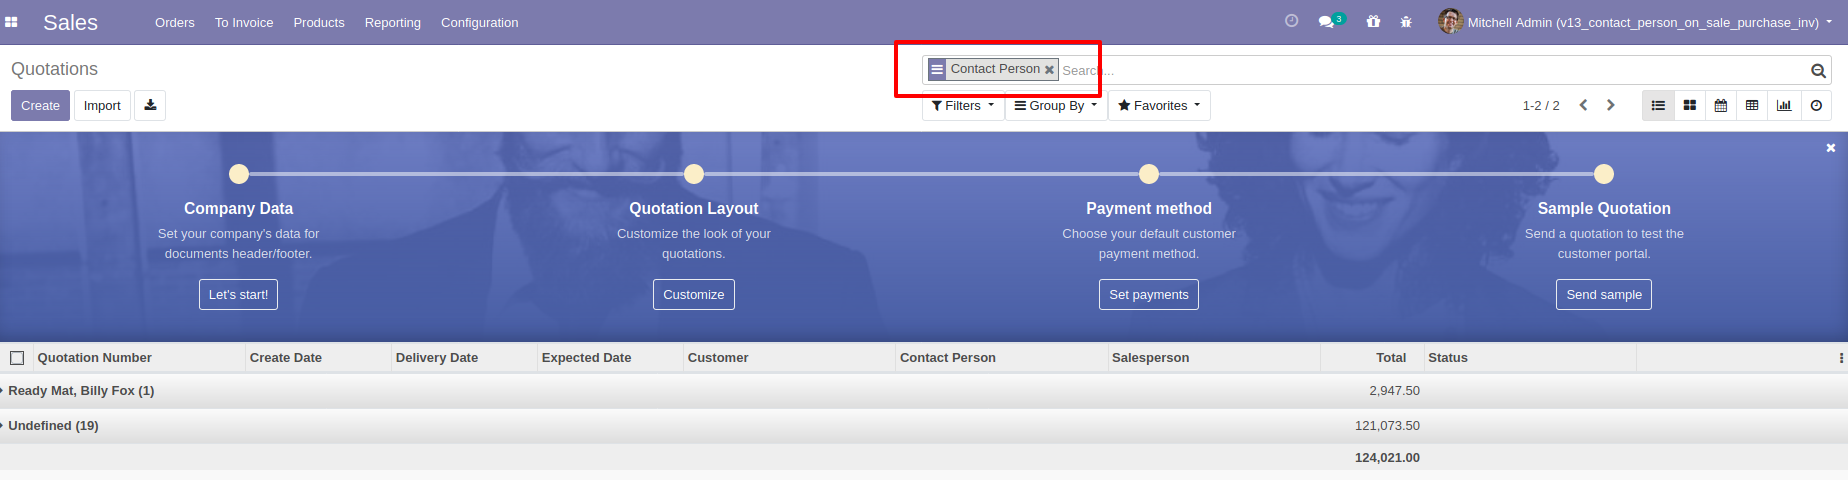 Sales Orders To Invoice Products Reporting Configuration 3 Mitchell Admin (v13_contact_person_on_sale_purchase_inv)
Quotations Contact Person Search...
Create Import Filters Group By Favorites 1-2 / 2
Company Data Quotation Layout Payment method Sample Quotation
Set your company's data for Customize the look of your Choose your default customer Send a quotation to test the
documents header/footer. quotations. payment method. customer portal.
Let's start! Customize Set payments Send sample
Quotation Number Create Date Delivery Date Expected Date Customer Contact Person Salesperson Total Status
Ready Mat, Billy Fox (1) 2,947.50
Undefined (19) 121,073.50
124,021.00